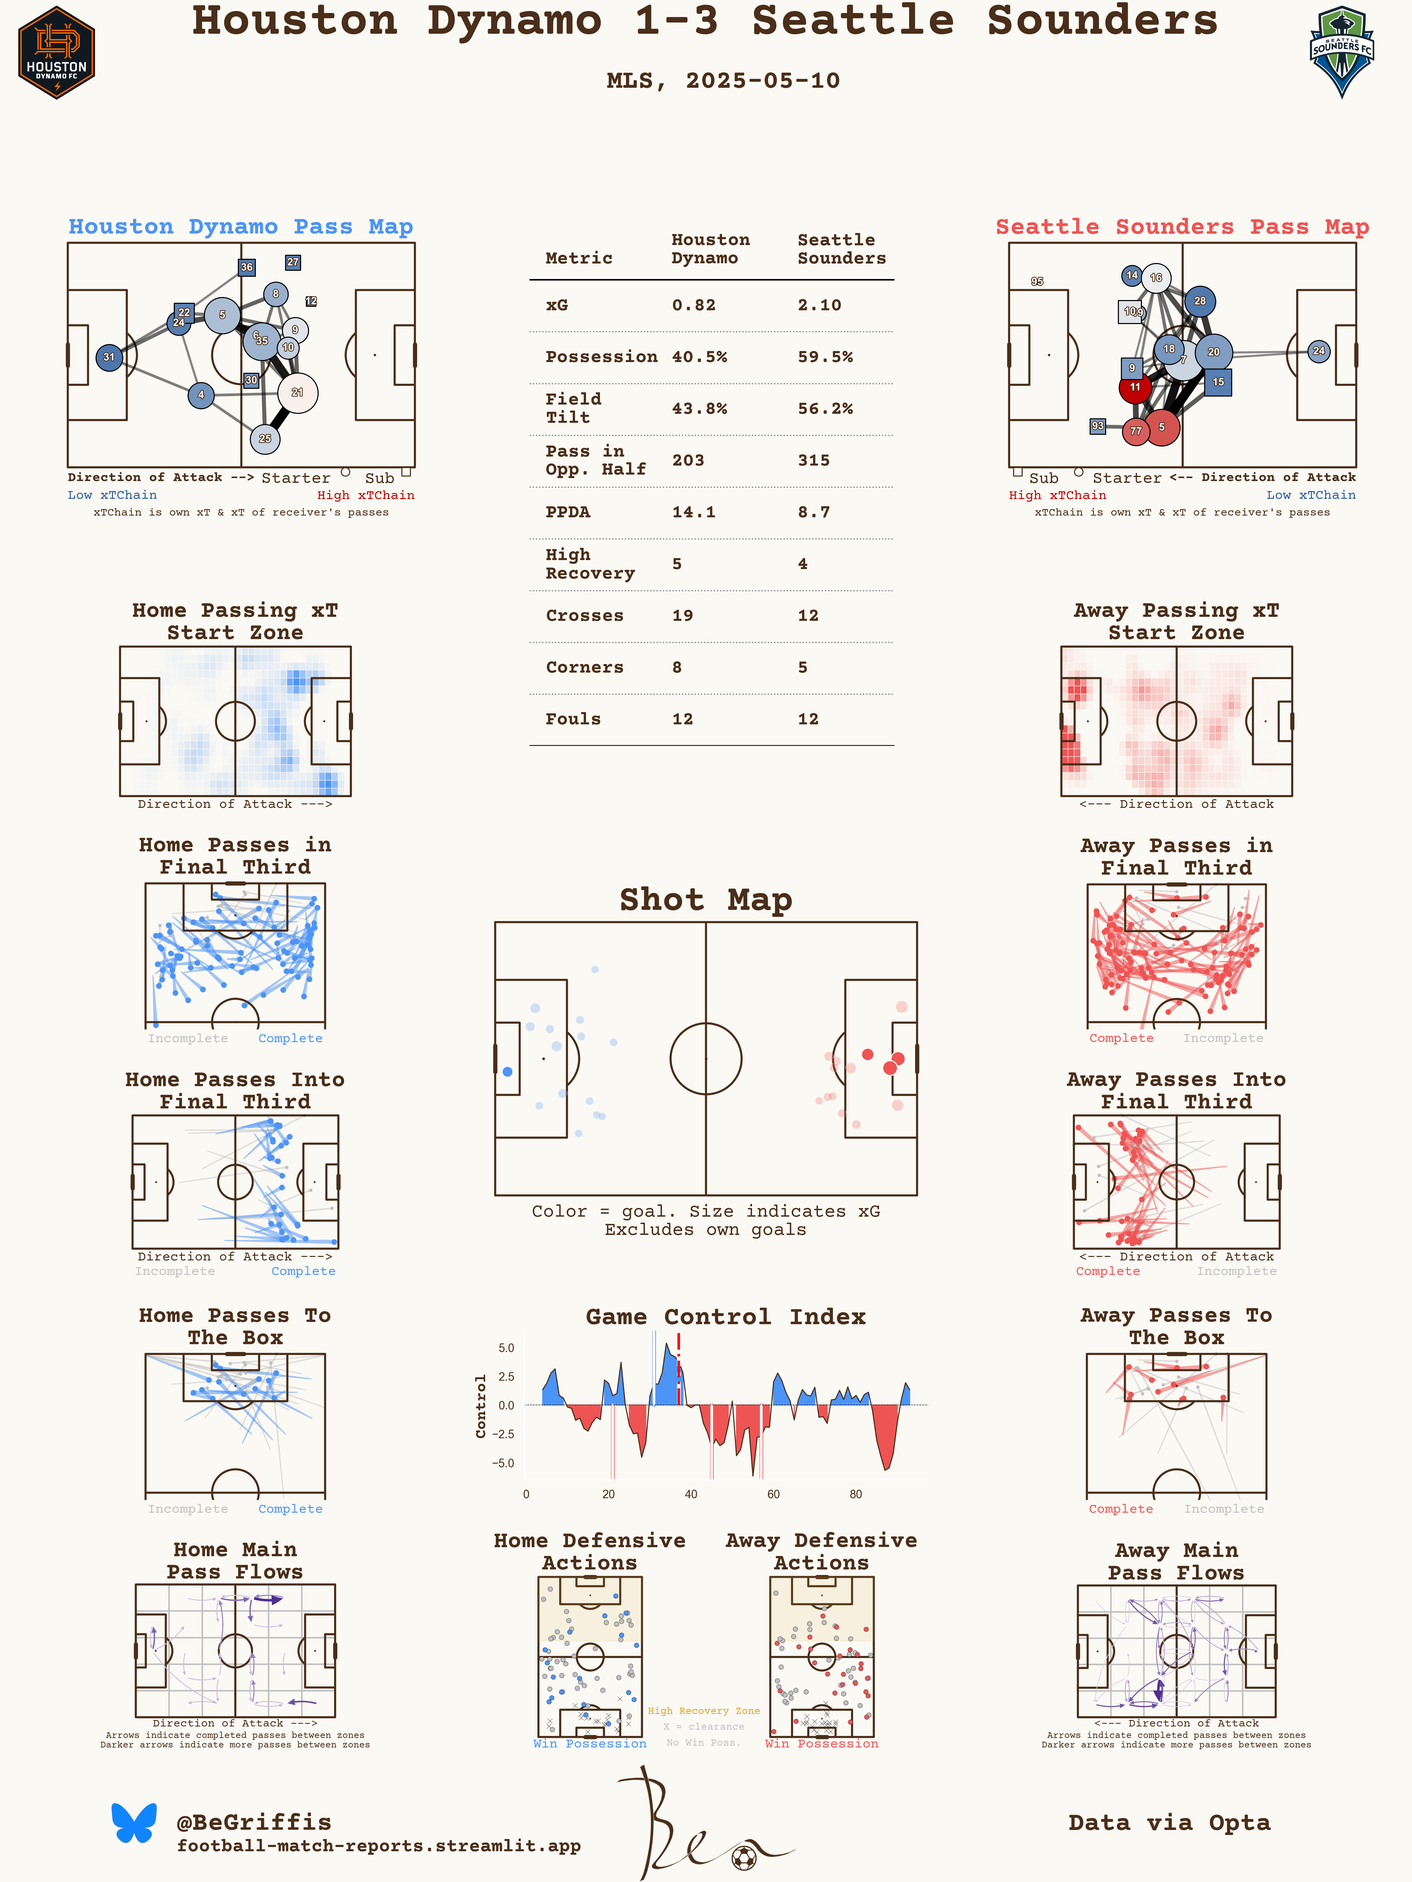 Houston Dynamo 1-3 Seattle Sounders
MLS, 2025-05-10
HOUSTON
DYNAMO FC
SEATTLE
SOUNDERS FC
Houston Dynamo Pass Map
36
27
8
12
22
24
5
9
6
35
10
31
30
4
21
25
Direction of Attack --> Starter Sub
Low xTChain High xTChain
xTChain is own xT & xT of receiver's passes
Metric Houston Dynamo Seattle Sounders
xG 0.82 2.10
Possession 40.5% 59.5%
Field Tilt 43.8% 56.2%
Pass in Opp. Half 203 315
PPDA 14.1 8.7
High Recovery 5 4
Crosses 19 12
Corners 8 5
Fouls 12 12
Seattle Sounders Pass Map
95
14
16
28
10
18
7
20
24
9
15
11
93
77
5
Sub Starter <-- Direction of Attack
High xTChain Low xTChain
xTChain is own xT & xT of receiver's passes
Home Passing xT
Start Zone
Direction of Attack --->
Away Passing xT
Start Zone
<--- Direction of Attack
Home Passes in
Final Third
Incomplete Complete
Away Passes in
Final Third
Complete Incomplete
Shot Map
Color = goal. Size indicates xG
Excludes own goals
Home Passes Into
Final Third
Direction of Attack --->
Incomplete Complete
Away Passes Into
Final Third
<--- Direction of Attack
Complete Incomplete
Home Passes To
The Box
Incomplete Complete
Game Control Index
Control
5.0
2.5
0.0
−2.5
−5.0
0 20 40 60 80
Away Passes To
The Box
Complete Incomplete
Home Main
Pass Flows
Direction of Attack --->
Arrows indicate completed passes between zones
Darker arrows indicate more passes between zones
Home Defensive
Actions
Win Possession
High Recovery Zone
X = clearance
No Win Poss.
Away Defensive
Actions
Win Possession
Away Main
Pass Flows
<--- Direction of Attack
Arrows indicate completed passes between zones
Darker arrows indicate more passes between zones
@BeGriffis
football-match-reports.streamlit.app
Ben
Data via Opta